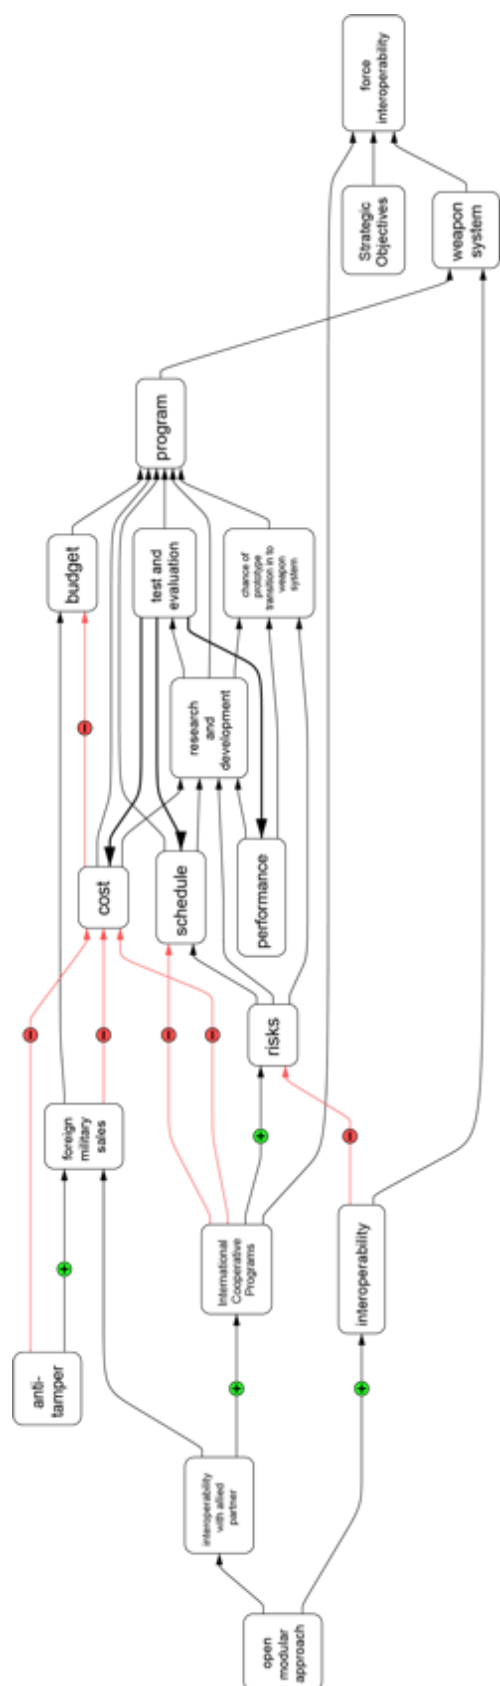 open
modular
approach
interoperability
with allied
partner
anti-
tamper
interoperability
International
Cooperative
Programs
foreign
military
sales
risks
cost
schedule
performance
research
and
development
budget
test and
evaluation
chance of
prototype
transition in to
weapon
system
program
weapon
system
Strategic
Objectives
force
interoperability